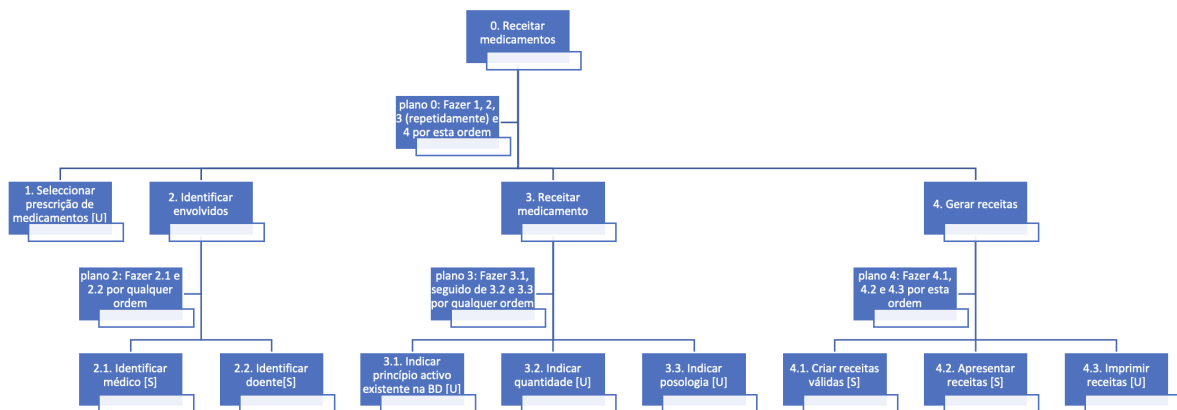 0. Receitar
medicamentos
plano 0: Fazer 1, 2,
3 (repetidamente) e
4 por esta ordem
1. Seleccionar
prescrição de
medicamentos [U]
2. Identificar
envolvidos
3. Receitar
medicamento
4. Gerar receitas
plano 2: Fazer 2.1 e
2.2 por qualquer
ordem
plano 3: Fazer 3.1,
seguido de 3.2 e 3.3
por qualquer ordem
plano 4: Fazer 4.1,
4.2 e 4.3 por esta
ordem
2.1. Identificar
médico [S]
2.2. Identificar
doente[S]
3.1. Indicar
princípio activo
existente na BD [U]
3.2. Indicar
quantidade [U]
3.3. Indicar
posologia [U]
4.1. Criar receitas
válidas [S]
4.2. Apresentar
receitas [S]
4.3. Imprimir
receitas [U]